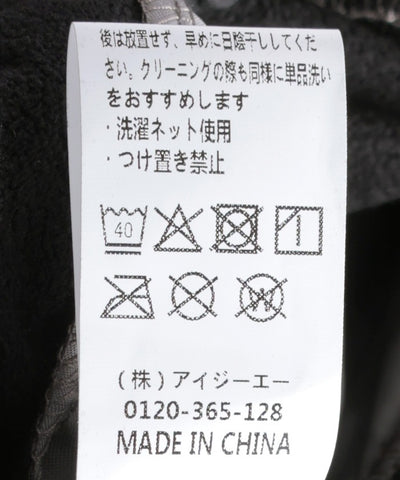 後は放置せず、早めに日陰干ししてくだ
さい。クリーニングの際も同様に単品洗い
をおすすめします
・洗濯ネット使用
・つけ置き禁止
40
W
(株)アイジーエー
0120-365-128
MADE IN CHINA